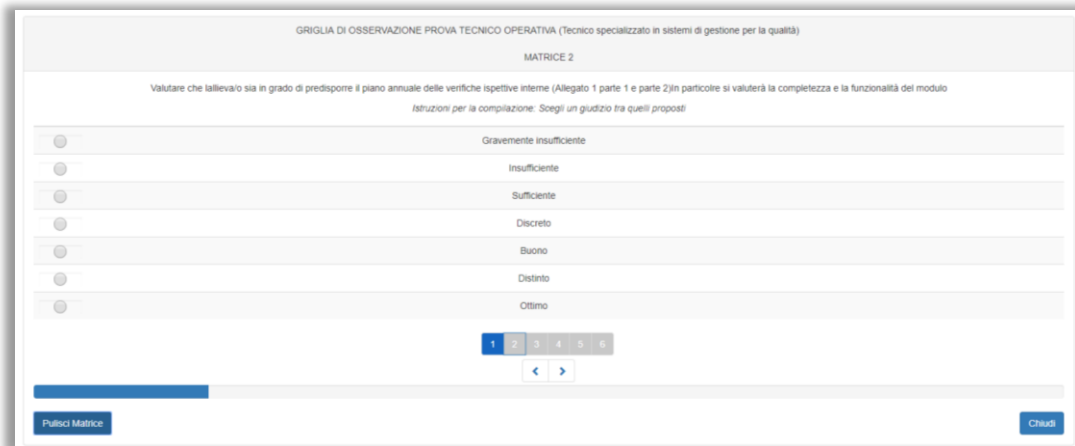 GRIGLIA DI OSSERVAZIONE PROVA TECNICO OPERATIVA (Tecnico specializzato in sistemi di gestione per la qualità)
MATRICE 2
Valutare che lallieva/o sia in grado di predisporre il piano annuale delle verifiche ispettive interne (Allegato 1 parte 1 e parte 2)In particolre si valuterà la completezza e la funzionalità del modulo
Istruzioni per la compilazione: Scegli un giudizio tra quelli proposti
Gravemente insufficiente
Insufficiente
Sufficiente
Discreto
Buono
Distinto
Ottimo
1 2 3 4 5 6
Pulisci Matrice Chiudi